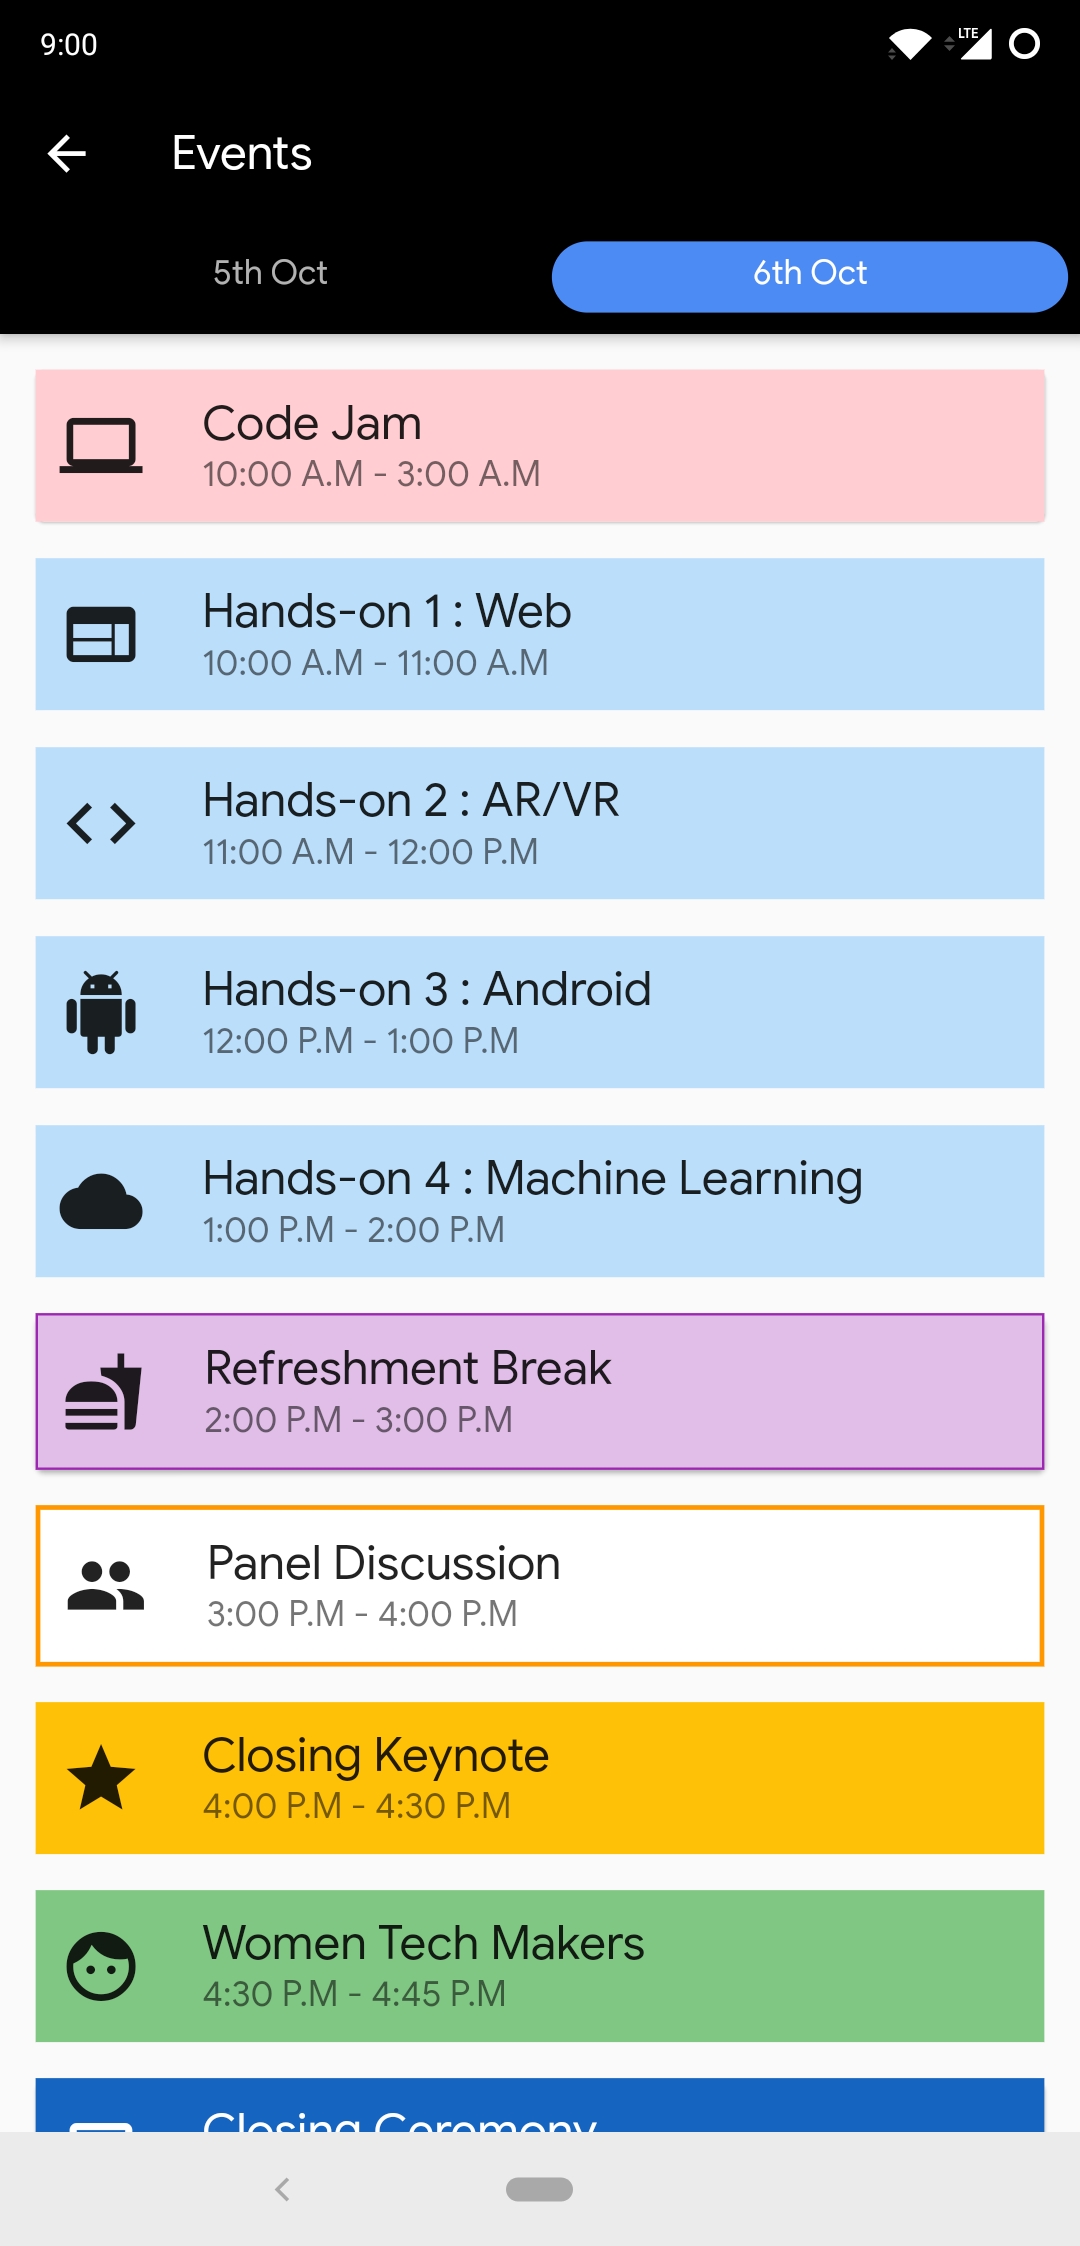 9:00
LTE
Events
5th Oct
6th Oct
Code Jam
10:00 A.M - 3:00 A.M
Hands-on 1 : Web
10:00 A.M - 11:00 A.M
Hands-on 2 : AR/VR
11:00 A.M - 12:00 P.M
Hands-on 3 : Android
12:00 P.M - 1:00 P.M
Hands-on 4 : Machine Learning
1:00 P.M - 2:00 P.M
Refreshment Break
2:00 P.M - 3:00 P.M
Panel Discussion
3:00 P.M - 4:00 P.M
Closing Keynote
4:00 P.M - 4:30 P.M
Women Tech Makers
4:30 P.M - 4:45 P.M
Closing Ceremony